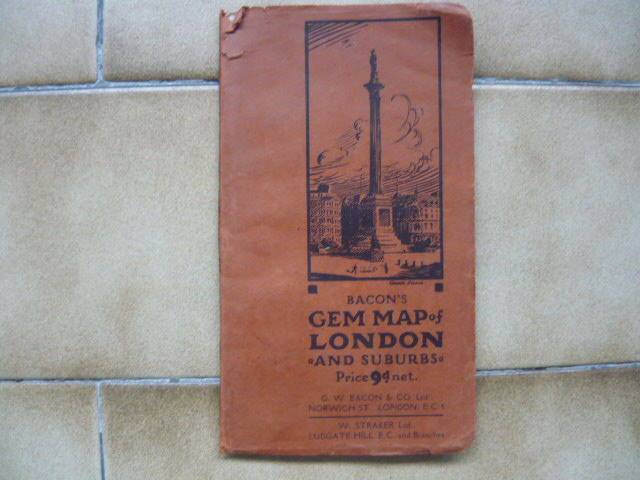 BACON'S
GEM MAP of
LONDON
AND SUBURBS
Price 9d net.
G. W. BACON & CO. Ltd
NORWICH ST. LONDON, E.C.4
W. STRAKER Ltd.
LUDGATE HILL, E.C. and Branches